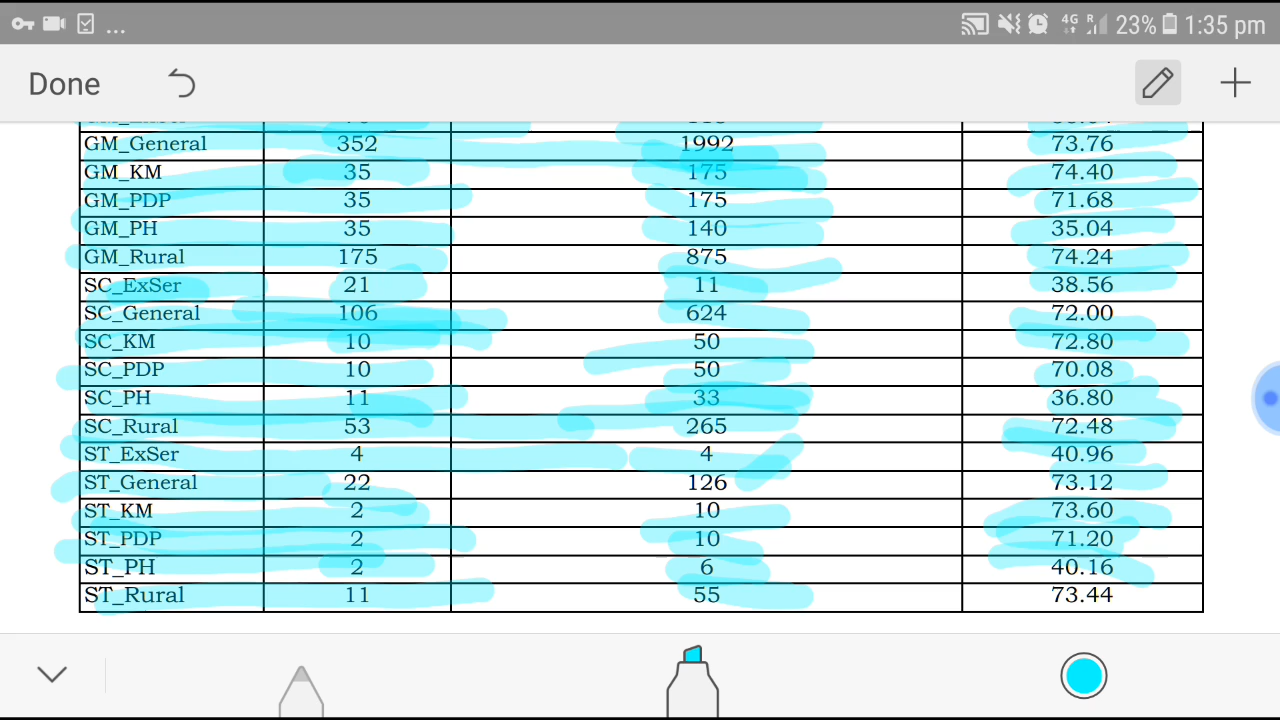 ... 4G R 23% 1:35 pm
Done
GM_General 352 1992 73.76
GM_KM 35 175 74.40
GM_PDP 35 175 71.68
GM_PH 35 140 35.04
GM_Rural 175 875 74.24
SC_ExSer 21 11 38.56
SC_General 106 624 72.00
SC_KM 10 50 72.80
SC_PDP 10 50 70.08
SC_PH 11 33 36.80
SC_Rural 53 265 72.48
ST_ExSer 4 4 40.96
ST_General 22 126 73.12
ST_KM 2 10 73.60
ST_PDP 2 10 71.20
ST_PH 2 6 40.16
ST_Rural 11 55 73.44